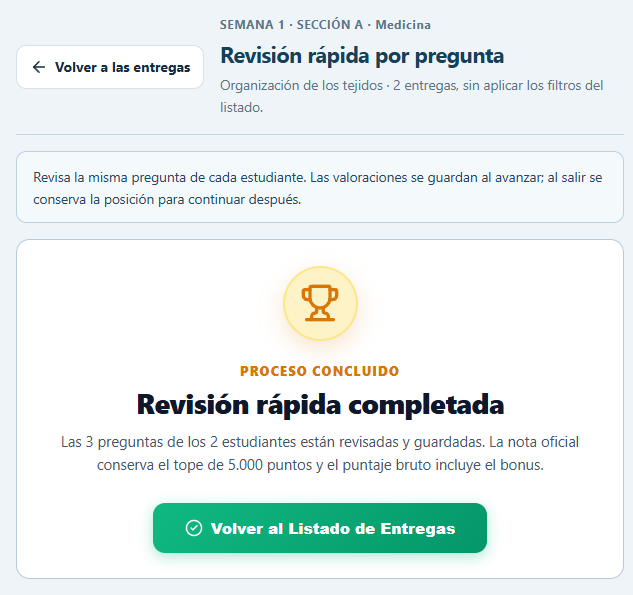 SEMANA 1 · SECCIÓN A · Medicina
Volver a las entregas
Revisión rápida por pregunta
Organización de los tejidos · 2 entregas, sin aplicar los filtros del
listado.
Revisa la misma pregunta de cada estudiante. Las valoraciones se guardan al avanzar; al salir se
conserva la posición para continuar después.
PROCESO CONCLUIDO
Revisión rápida completada
Las 3 preguntas de los 2 estudiantes están revisadas y guardadas. La nota oficial
conserva el tope de 5.000 puntos y el puntaje bruto incluye el bonus.
Volver al Listado de Entregas